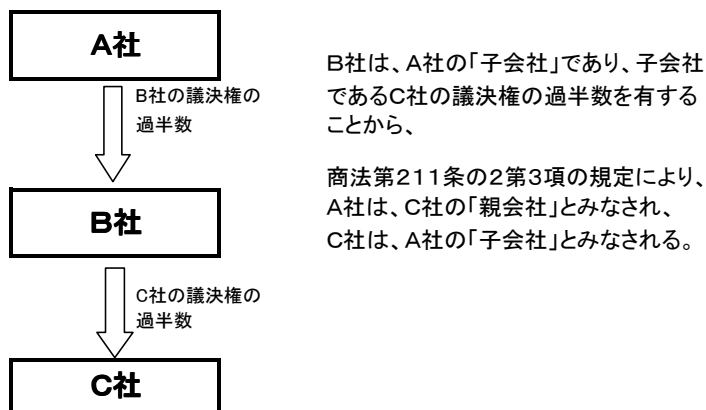 A社
B社の議決権の
過半数
B社
C社の議決権の
過半数
C社
B社は、A社の「子会社」であり、子会社
であるC社の議決権の過半数を有する
ことから、
商法第211条の2第3項の規定により、
A社は、C社の「親会社」とみなされ、
C社は、A社の「子会社」とみなされる。